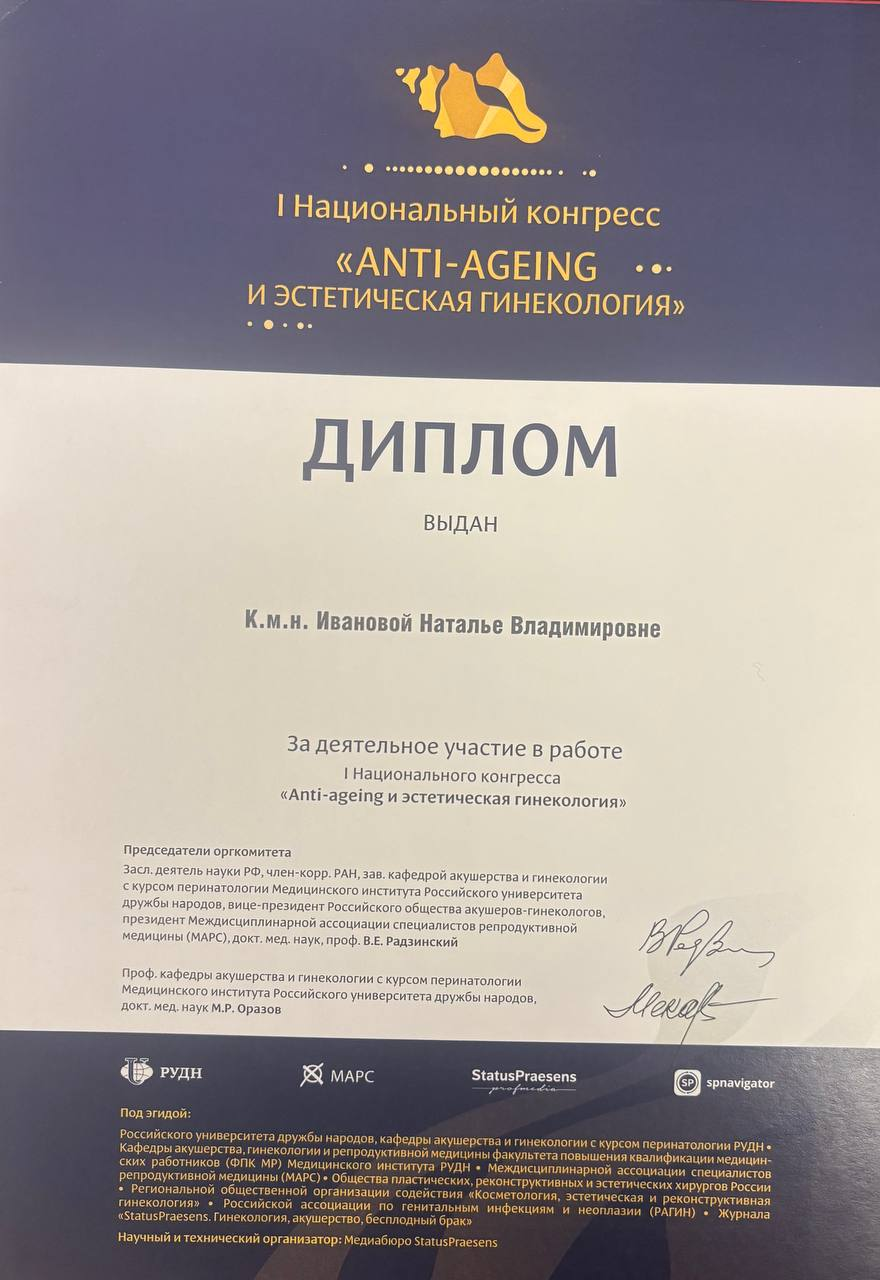 I Национальный конгресс
«ANTI-AGEING
И ЭСТЕТИЧЕСКАЯ ГИНЕКОЛОГИЯ»
ДИПЛОМ
ВЫДАН
К.м.н. Ивановой Наталье Владимировне
За деятельное участие в работе
I Национального конгресса
«Anti-ageing и эстетическая гинекология»
Председатели оргкомитета
Засл. деятель науки РФ, член-корр. РАН, зав. кафедрой акушерства и гинекологии
с курсом перинатологии Медицинского института Российского университета
дружбы народов, вице-президент Российского общества акушеров-гинекологов,
президент Междисциплинарной ассоциации специалистов репродуктивной
медицины (МАРС), докт. мед. наук, проф. В.Е. Радзинский
Проф. кафедры акушерства и гинекологии с курсом перинатологии
Медицинского института Российского университета дружбы народов,
докт. мед. наук М.Р. Оразов
РУДН
МАРС
StatusPraesens
profmedia
SP spnavigator
Под эгидой:
Российского университета дружбы народов, кафедры акушерства и гинекологии с курсом перинатологии РУДН •
Кафедры акушерства, гинекологии и репродуктивной медицины факультета повышения квалификации медицин-
ских работников (ФПК МР) Медицинского института РУДН • Междисциплинарной ассоциации специалистов
репродуктивной медицины (МАРС) • Общества пластических, реконструктивных и эстетических хирургов России
• Региональной общественной организации содействия «Косметология, эстетическая и реконструктивная
гинекология» • Российской ассоциации по генитальным инфекциям и неоплазии (РАГИН) • Журнала
«StatusPraesens. Гинекология, акушерство, бесплодный брак»
Научный и технический организатор: Медиабюро StatusPraesens